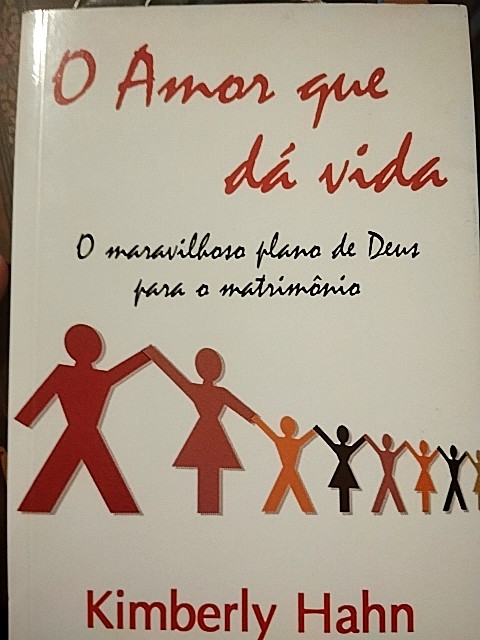 O Amor que
dá vida
O maravilhoso plano de Deus
para o matrimônio
Kimberly Hahn